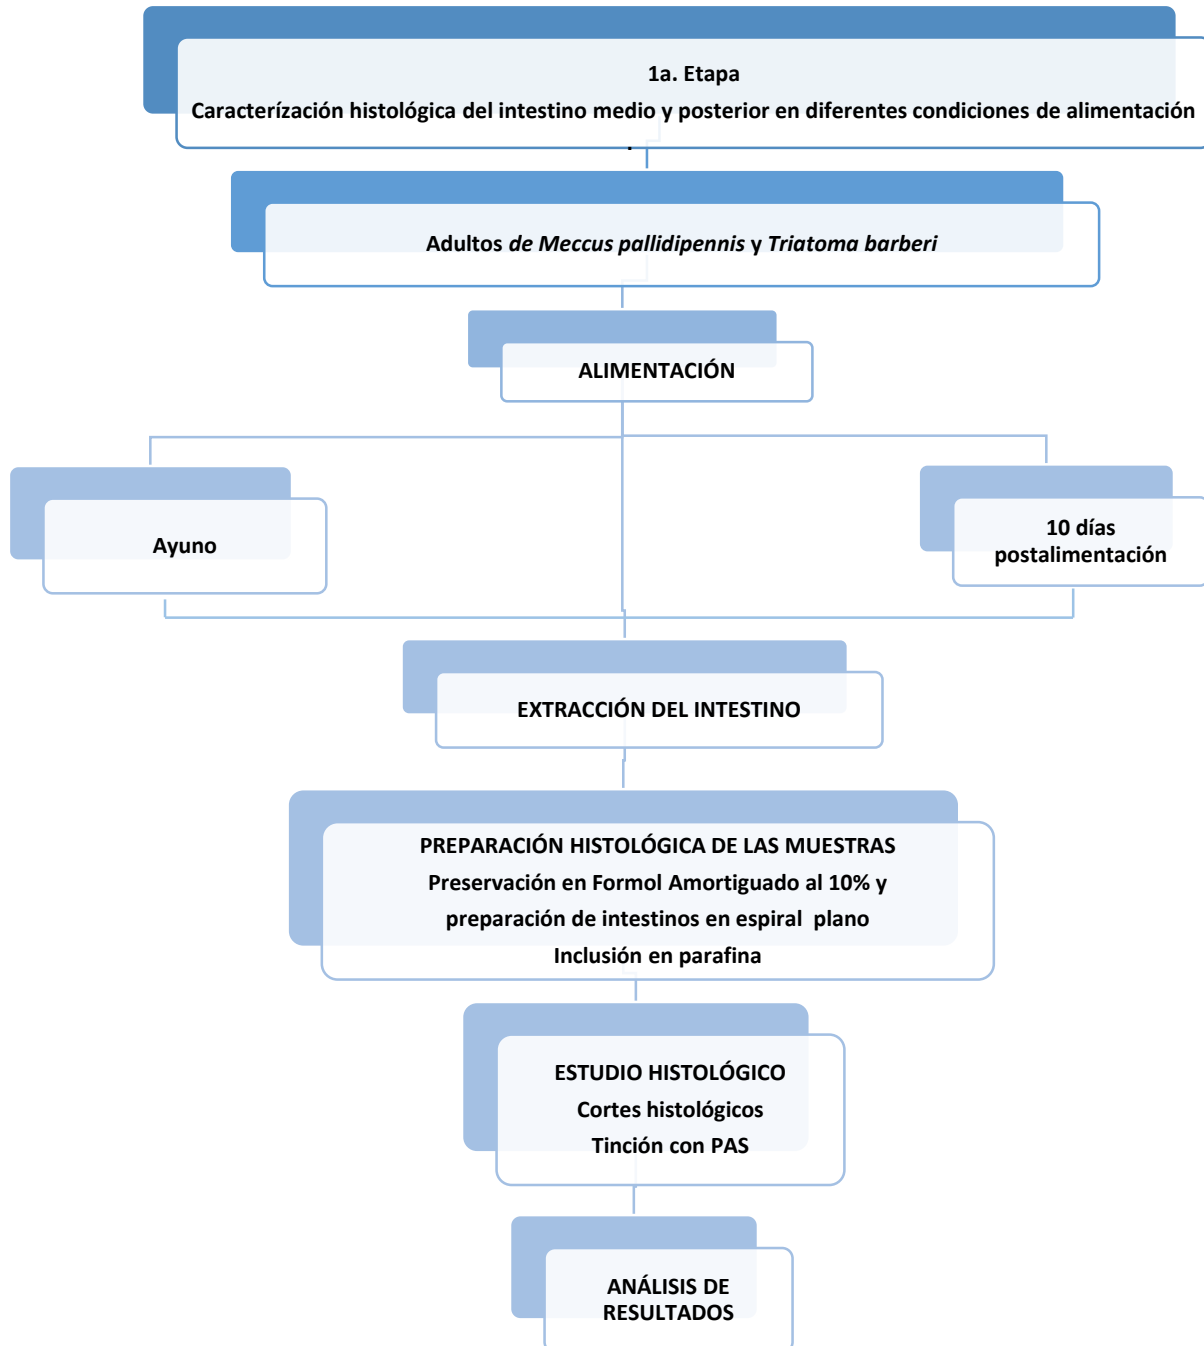 1a. Etapa
Caracterízación histológica del intestino medio y posterior en diferentes condiciones de alimentación
.
Adultos de Meccus pallidipennis y Triatoma barberi
ALIMENTACIÓN
Ayuno
10 días
postalimentación
EXTRACCIÓN DEL INTESTINO
PREPARACIÓN HISTOLÓGICA DE LAS MUESTRAS
Preservación en Formol Amortiguado al 10% y
preparación de intestinos en espiral plano
Inclusión en parafina
ESTUDIO HISTOLÓGICO
Cortes histológicos
Tinción con PAS
ANÁLISIS DE
RESULTADOS